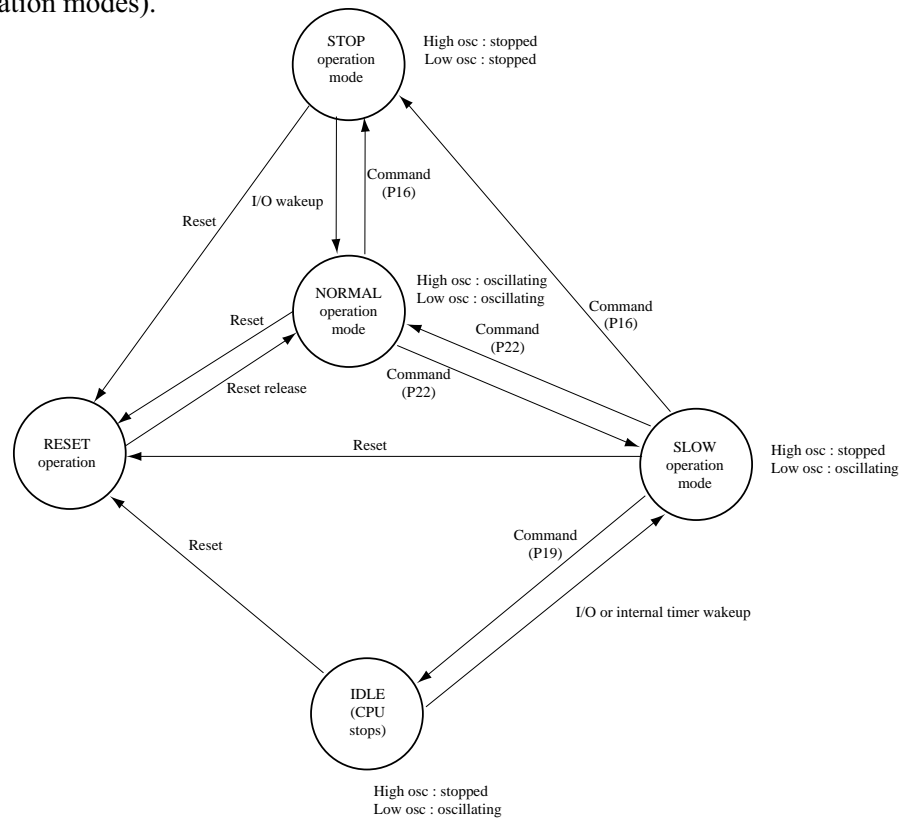 ation modes).
STOP
operation
mode
High osc : stopped
Low osc : stopped
Command
(P16)
I/O wakeup
Reset
NORMAL
operation
mode
High osc : oscillating
Low osc : oscillating
Command
(P16)
Reset
Command
(P22)
Command
(P22)
Reset release
RESET
operation
Reset
SLOW
operation
mode
High osc : stopped
Low osc : oscillating
Reset
Command
(P19)
I/O or internal timer wakeup
IDLE
(CPU
stops)
High osc : stopped
Low osc : oscillating